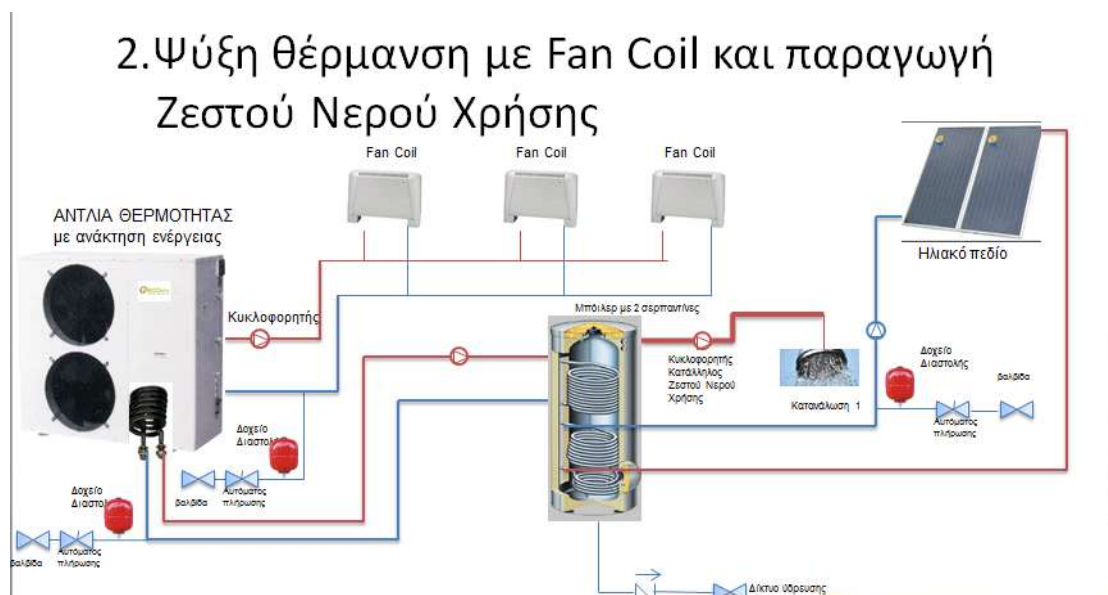 2.Ψύξη θέρμανση με Fan Coil και παραγωγή
Ζεστού Νερού Χρήσης
Fan Coil
Fan Coil
Fan Coil
ΑΝΤΛΙΑ ΘΕΡΜΟΤΗΤΑΣ
με ανάκτηση ενέργειας
Ηλιακό πεδίο
Κυκλοφορητής
Μπόιλερ με 2 σερπαντίνες
Κυκλοφορητής
Κατάλληλος
Ζεστού Νερού
Χρήσης
Δοχείο
Διαστολής
βαλβίδα
Κατανάλωση 1
Αυτόματος
πλήρωσης
Δοχείο
Διαστολής
βαλβίδα
Αυτόματος
πλήρωσης
Δοχείο
Διαστολ
βαλβίδα
Αυτόματος
πλήρωσης
Δίκτυο ύδρευσης